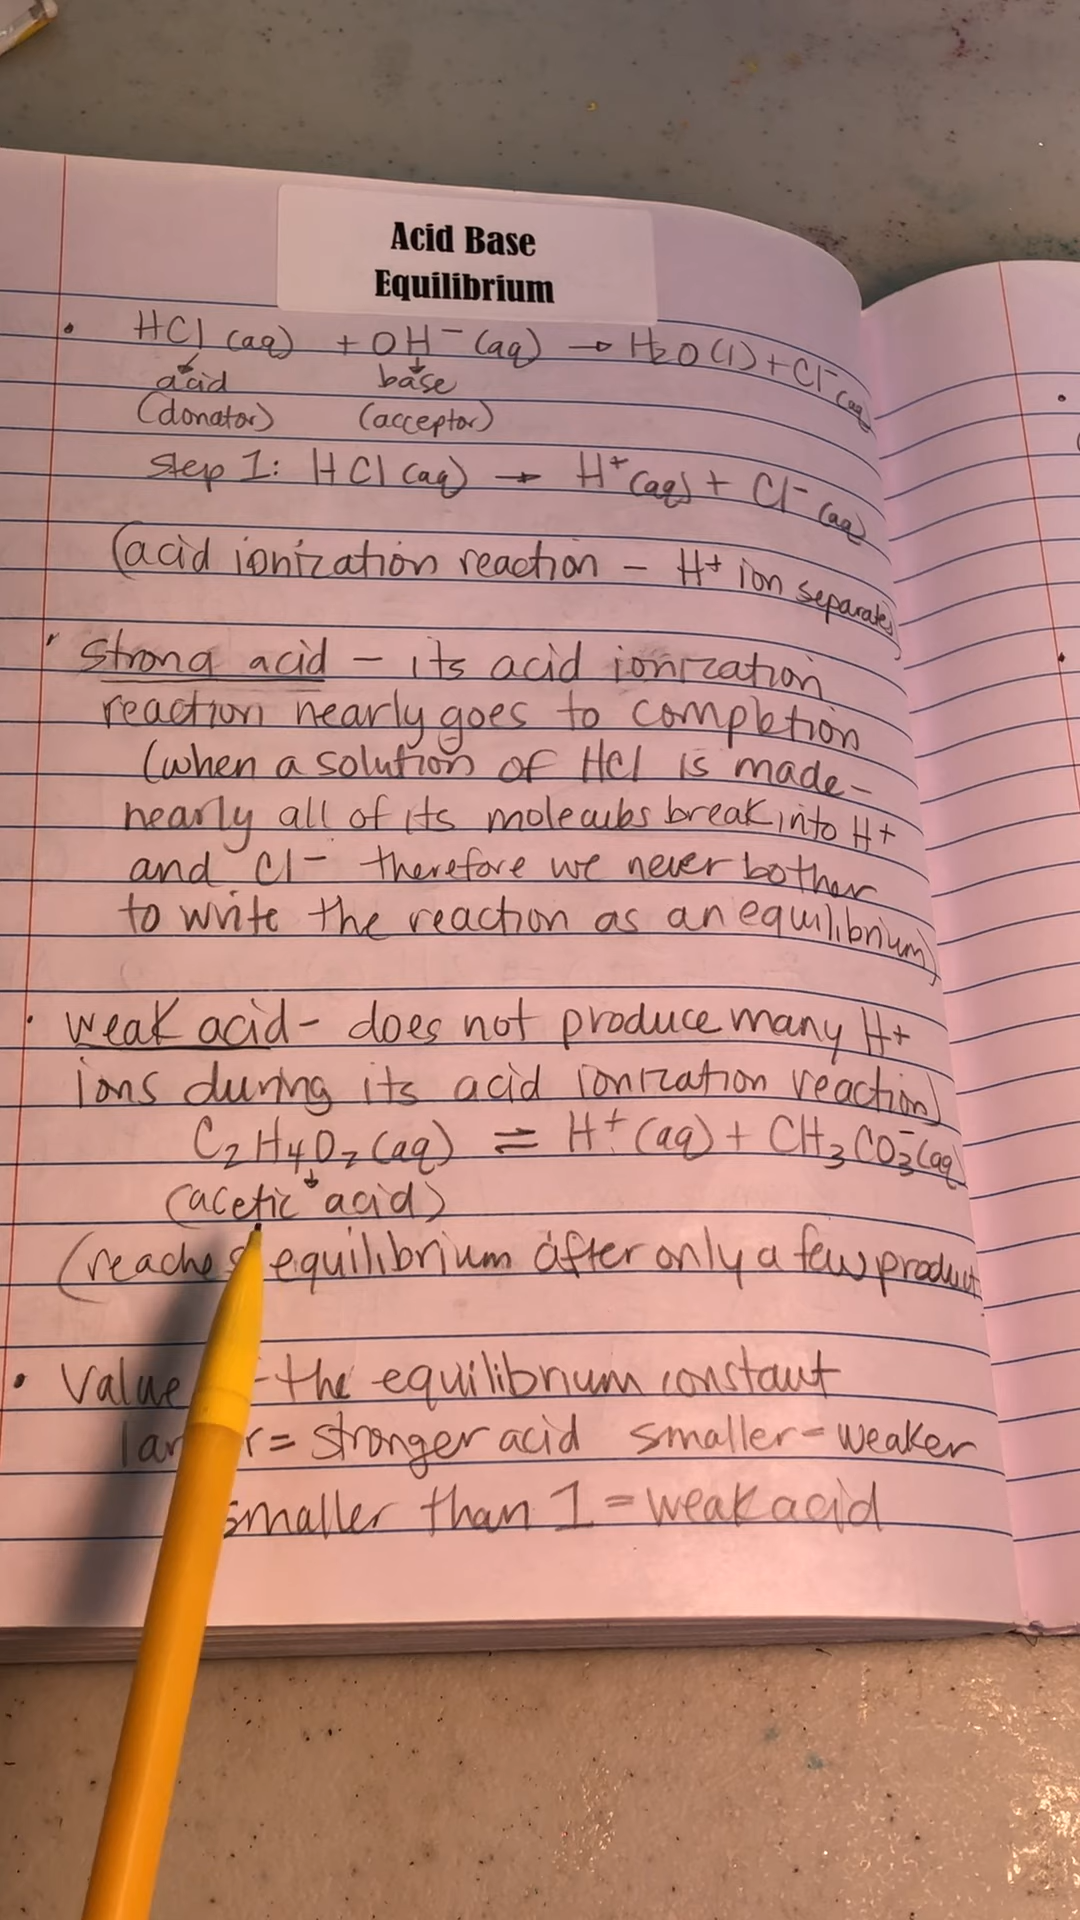 Acid Base
Equilibrium
• HCl (aq) + OH⁻ (aq) → H₂O (l) + Cl⁻ (aq)
acid base
(donator) (acceptor)
step 1: HCl (aq) → H⁺ (aq) + Cl⁻ (aq)
(acid ionization reaction – H⁺ ion separates
• strong acid – its acid ionization
reaction nearly goes to completion
(when a solution of HCl is made –
nearly all of its molecules break into H+
and Cl– therefore we never bother
to write the reaction as an equilibrium)
• weak acid – does not produce many H+
ions during its acid ionization reaction)
C₂H₄O₂ (aq) ⇌ H⁺ (aq) + CH₃CO₃⁻ (aq)
(acetic acid)
(reaches equilibrium after only a few product
• Value – the equilibrium constant
= stronger acid smaller = weaker
smaller than 1 = weak acid